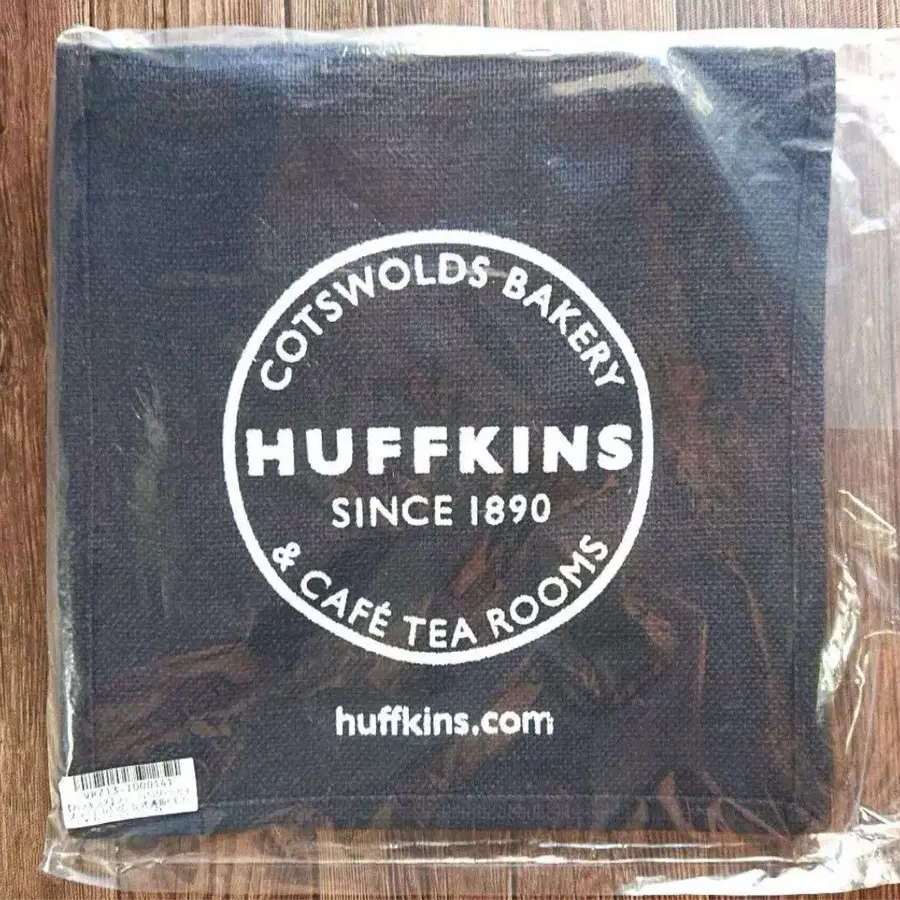 COTSWOLDS BAKERY
HUFFKINS
SINCE 1890
& CAFÉ TEA ROOMS
huffkins.com